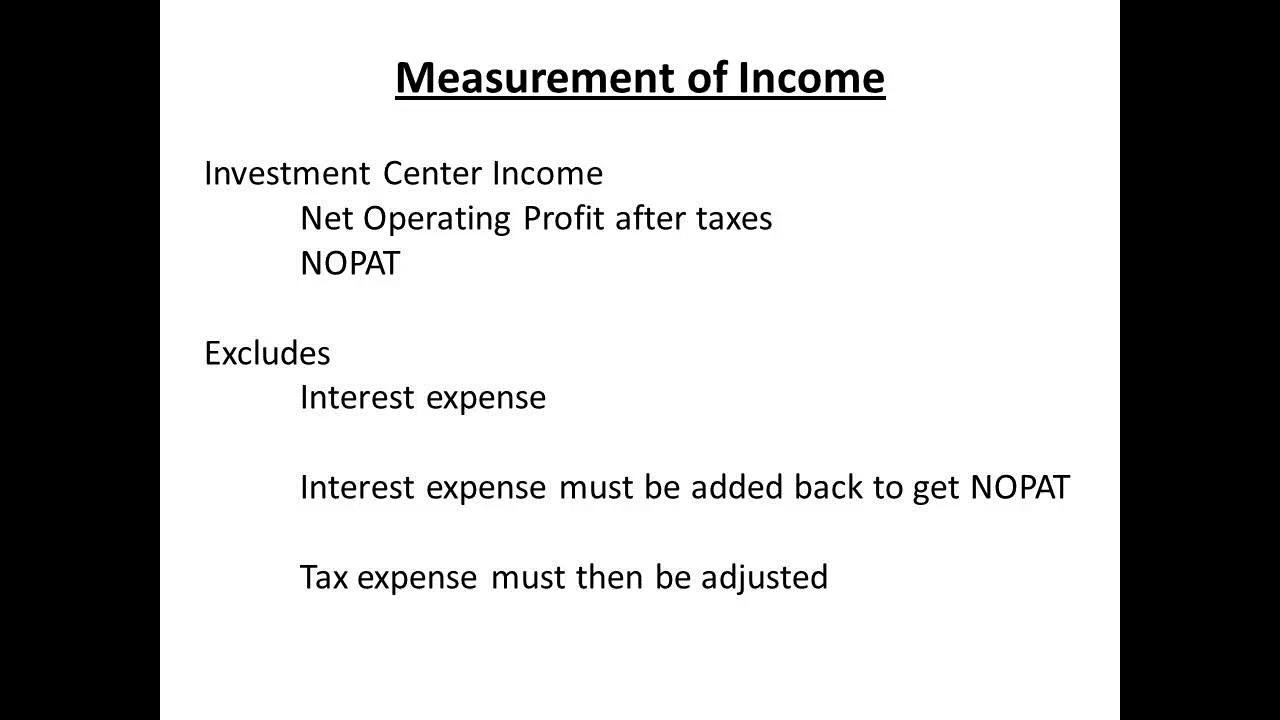 Measurement of Income
Investment Center Income
Net Operating Profit after taxes
NOPAT
Excludes
Interest expense
Interest expense must be added back to get NOPAT
Tax expense must then be adjusted